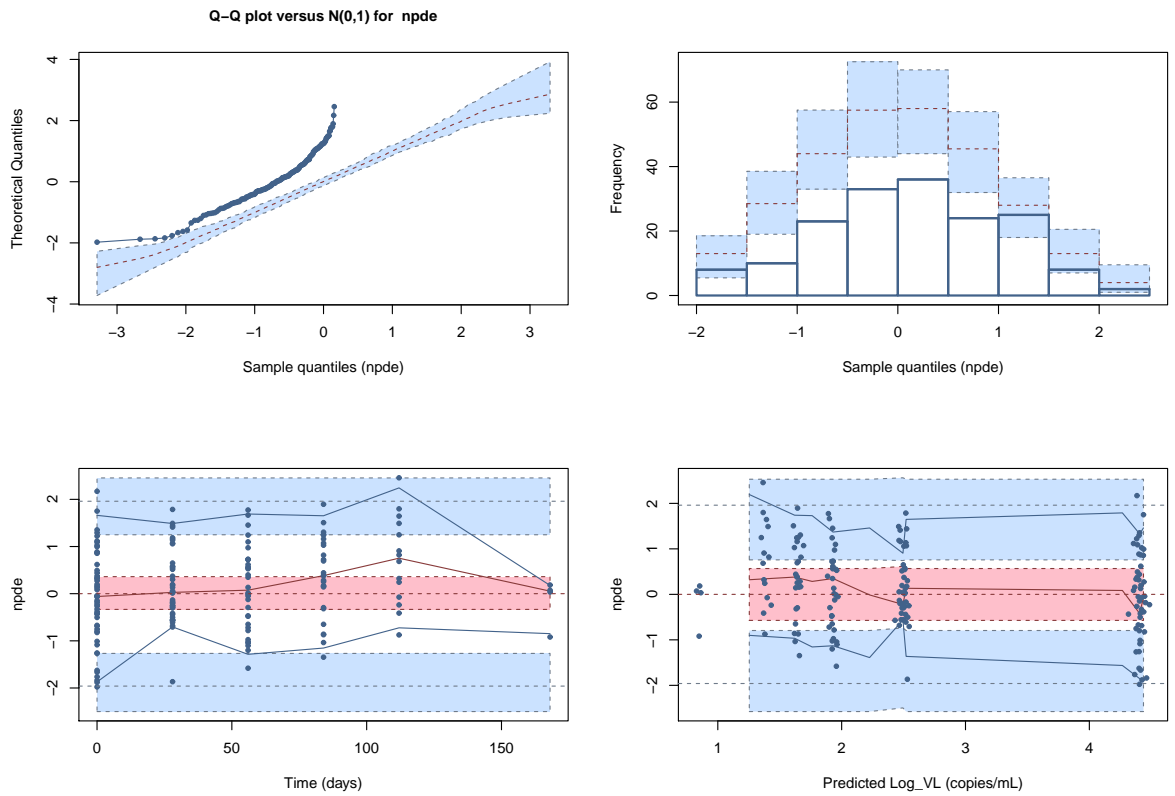 Q−Q plot versus N(0,1) for npde
Theoretical Quantiles
4
2
0
−2
−4
−3 −2 −1 0 1 2 3
Sample quantiles (npde)
Frequency
60
40
20
0
−2 −1 0 1 2
Sample quantiles (npde)
npde
2
1
0
−1
−2
0 50 100 150
Time (days)
npde
2
1
0
−1
−2
1 2 3 4
Predicted Log_VL (copies/mL)